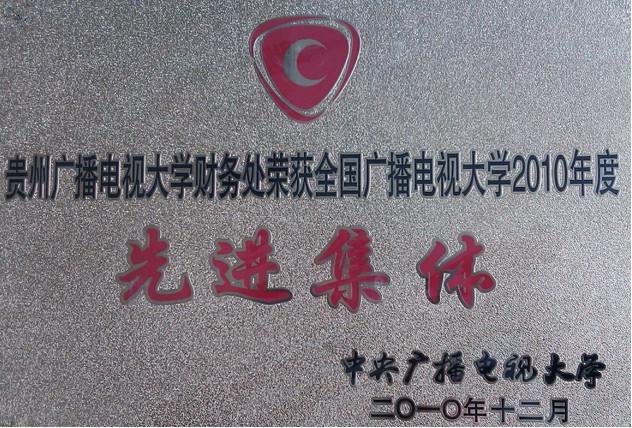 贵州广播电视大学财务处荣获全国广播电视大学2010年度
先进集体
中央广播电视大学
二〇一〇年十二月